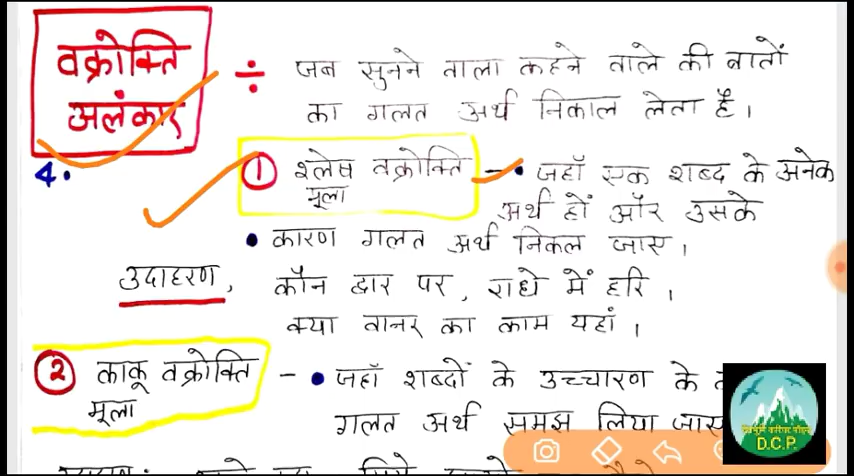 वक्रोक्ति
अलंकार
÷ जब सुनने वाला कहने वाले की बातों
का गलत अर्थ निकाल लेता है।
4.
① श्लेष वक्रोक्ति
मूला
– • जहाँ एक शब्द के अनेक
अर्थ हों और उसके
• कारण गलत अर्थ निकल जाए।
उदाहरण, कौन द्वार पर, राधे में हरि।
क्या वानर का काम यहां।
② काकू वक्रोक्ति
मूला
– • जहाँ शब्दों के उच्चारण के
गलत अर्थ समझ लिया जाए
D.C.P.